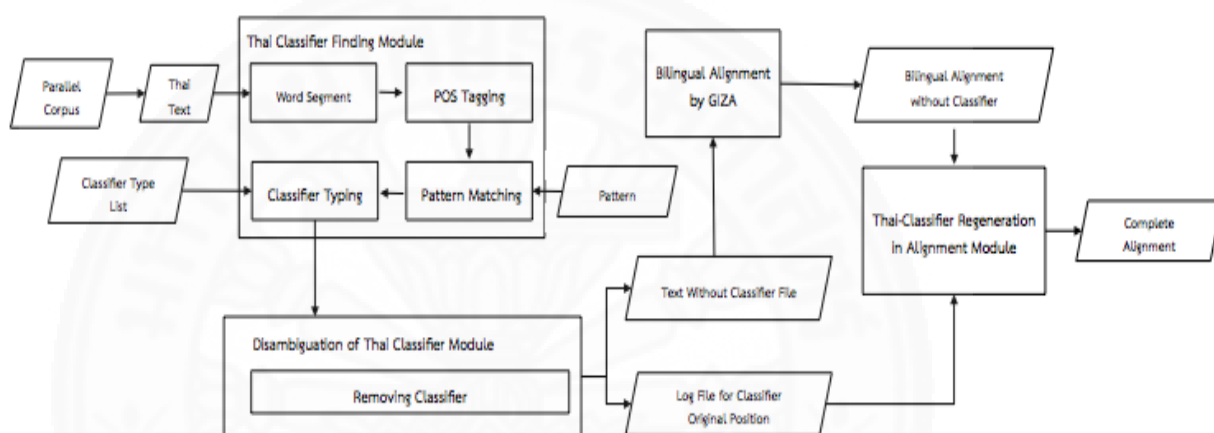 Thai Classifier Finding Module
Parallel
Corpus
Thai
Text
Word Segment
POS Tagging
Classifier Type
List
Classifier Typing
Pattern Matching
Pattern
Bilingual Alignment
by GIZA
Bilingual Alignment
without Classifier
Thai-Classifier Regeneration
in Alignment Module
Complete
Alignment
Text Without Classifier File
Disambiguation of Thai Classifier Module
Removing Classifier
Log File for Classifier
Original Position